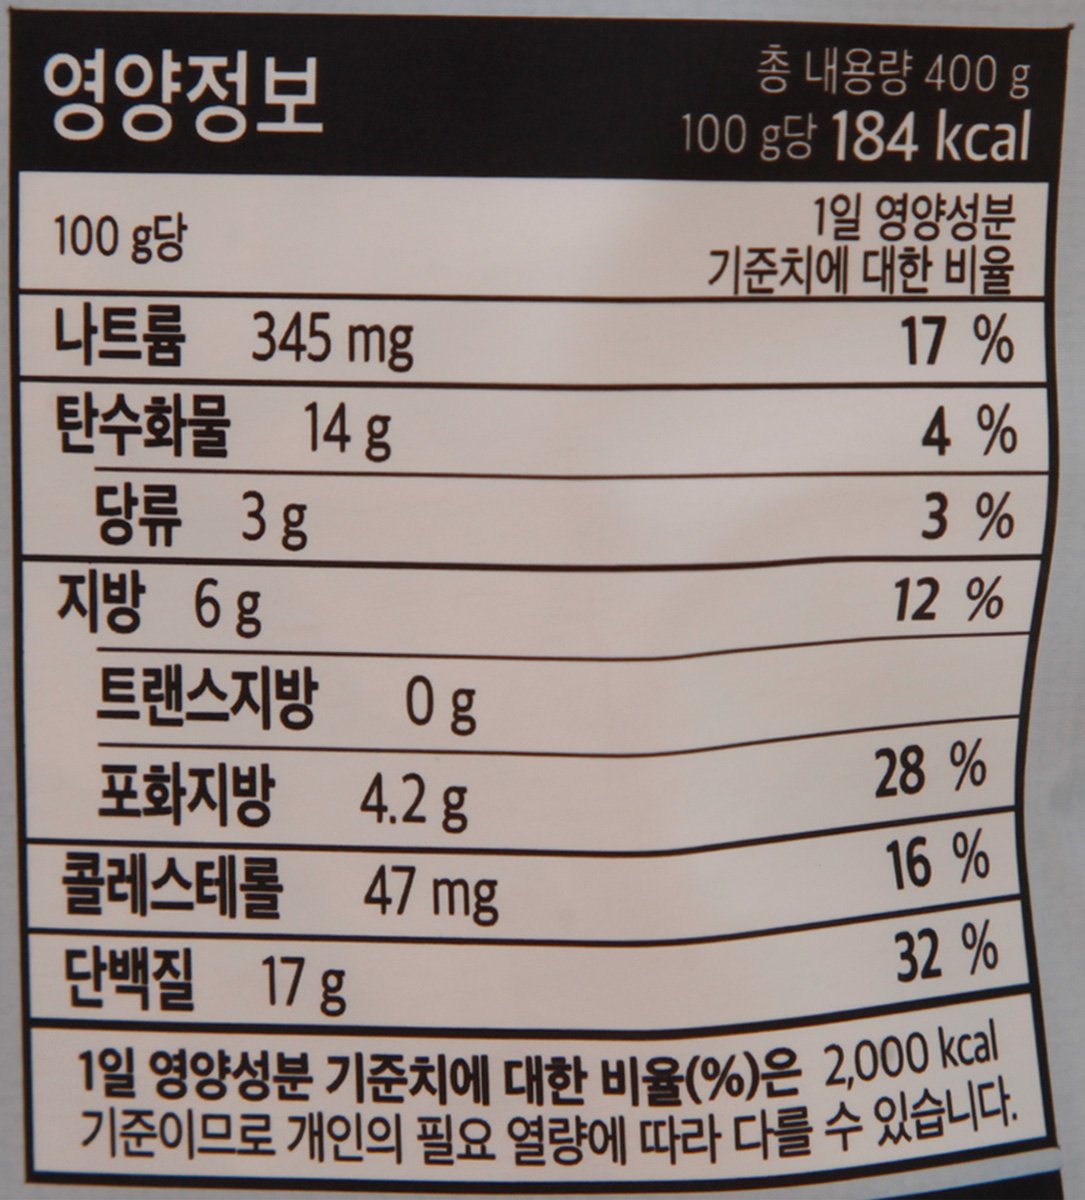 영양정보
총 내용량 400 g
100 g당 184 kcal
100 g당
1일 영양성분
기준치에 대한 비율
나트륨 345 mg 17 %
탄수화물 14 g 4 %
당류 3 g 3 %
지방 6 g 12 %
트랜스지방 0 g
포화지방 4.2 g 28 %
콜레스테롤 47 mg 16 %
단백질 17 g 32 %
1일 영양성분 기준치에 대한 비율(%)은 2,000 kcal
기준이므로 개인의 필요 열량에 따라 다를 수 있습니다.